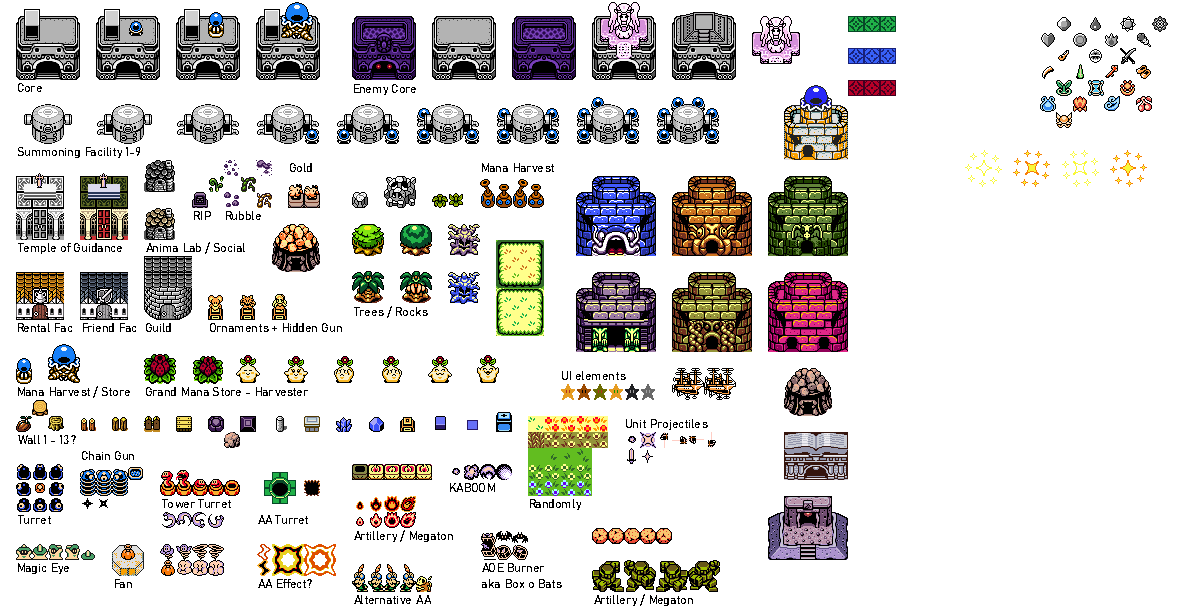 Core
Enemy Core
Summoning Facility 1-9
Gold
Mana Harvest
RIP
Rubble
Temple of Guidance
Anima Lab / Social
Trees / Rocks
Rental Fac
Friend Fac
Guild
Ornaments + Hidden Gun
UI elements
Mana Harvest / Store
Grand Mana Store - Harvester
Unit Projectiles
Wall 1 - 13?
Chain Gun
KABOOM
Turret
Tower Turret
AA Turret
Randomly
Artillery / Megaton
Magic Eye
Fan
AA Effect?
AOE Burner
aka Box o Bats
Alternative AA
Artillery / Megaton